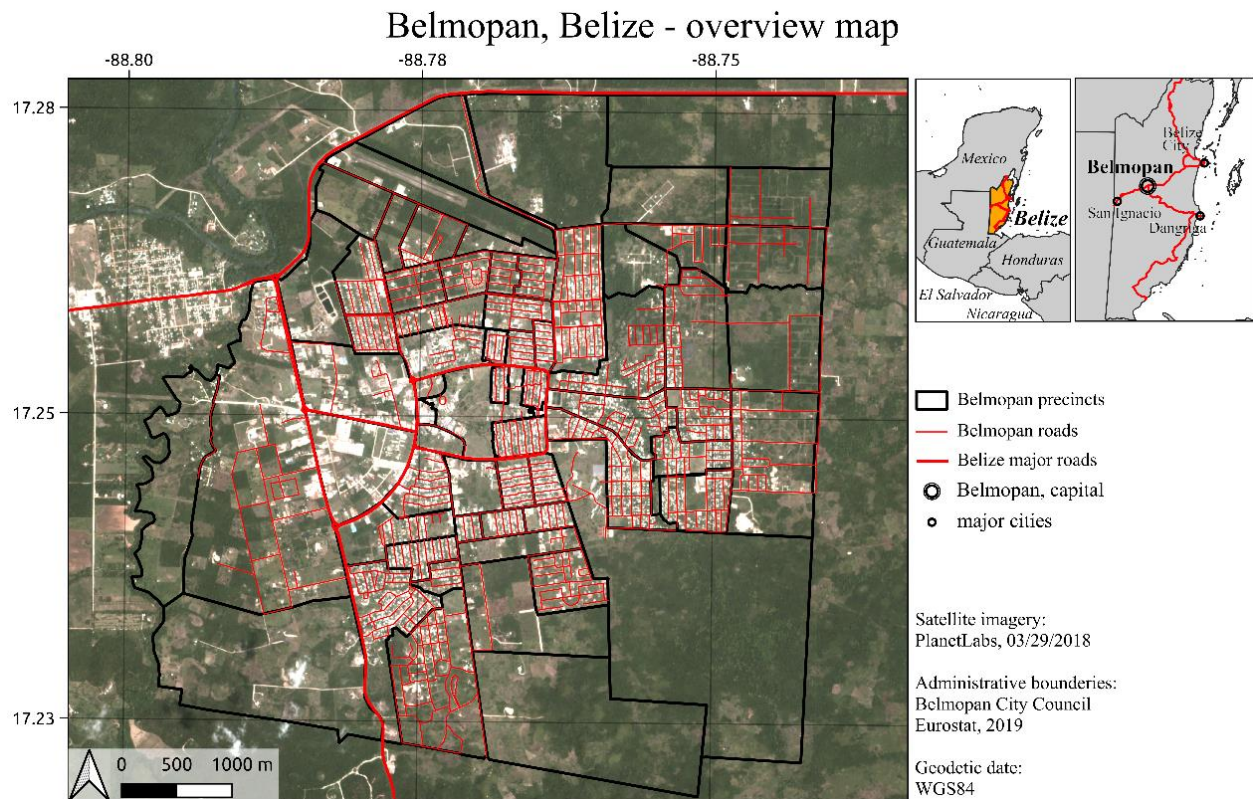 Belmopan, Belize - overview map
-88.80
-88.78
-88.75
17.28
17.25
17.23
0 500 1000 m
Mexico
Belize
Guatemala
Honduras
El Salvador
Nicaragua
Belize
City
Belmopan
San Ignacio
Dangriga
Belmopan precincts
Belmopan roads
Belize major roads
Belmopan, capital
major cities
Satellite imagery:
PlanetLabs, 03/29/2018
Administrative bounderies:
Belmopan City Council
Eurostat, 2019
Geodetic date:
WGS84